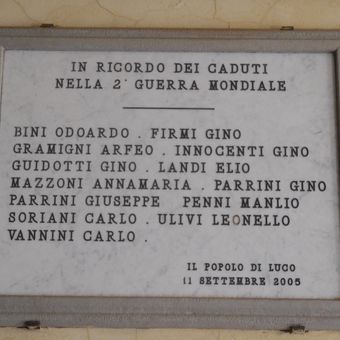 IN RICORDO DEI CADUTI
NELLA 2° GUERRA MONDIALE
BINI ODOARDO . FIRMI GINO
GRAMIGNI ARFEO . INNOCENTI GINO
GUIDOTTI GINO . LANDI ELIO
MAZZONI ANNAMARIA . PARRINI GINO
PARRINI GIUSEPPE PENNI MANLIO
SORIANI CARLO . ULIVI LEONELLO
VANNINI CARLO .
IL POPOLO DI LUCO
11 SETTEMBRE 2005